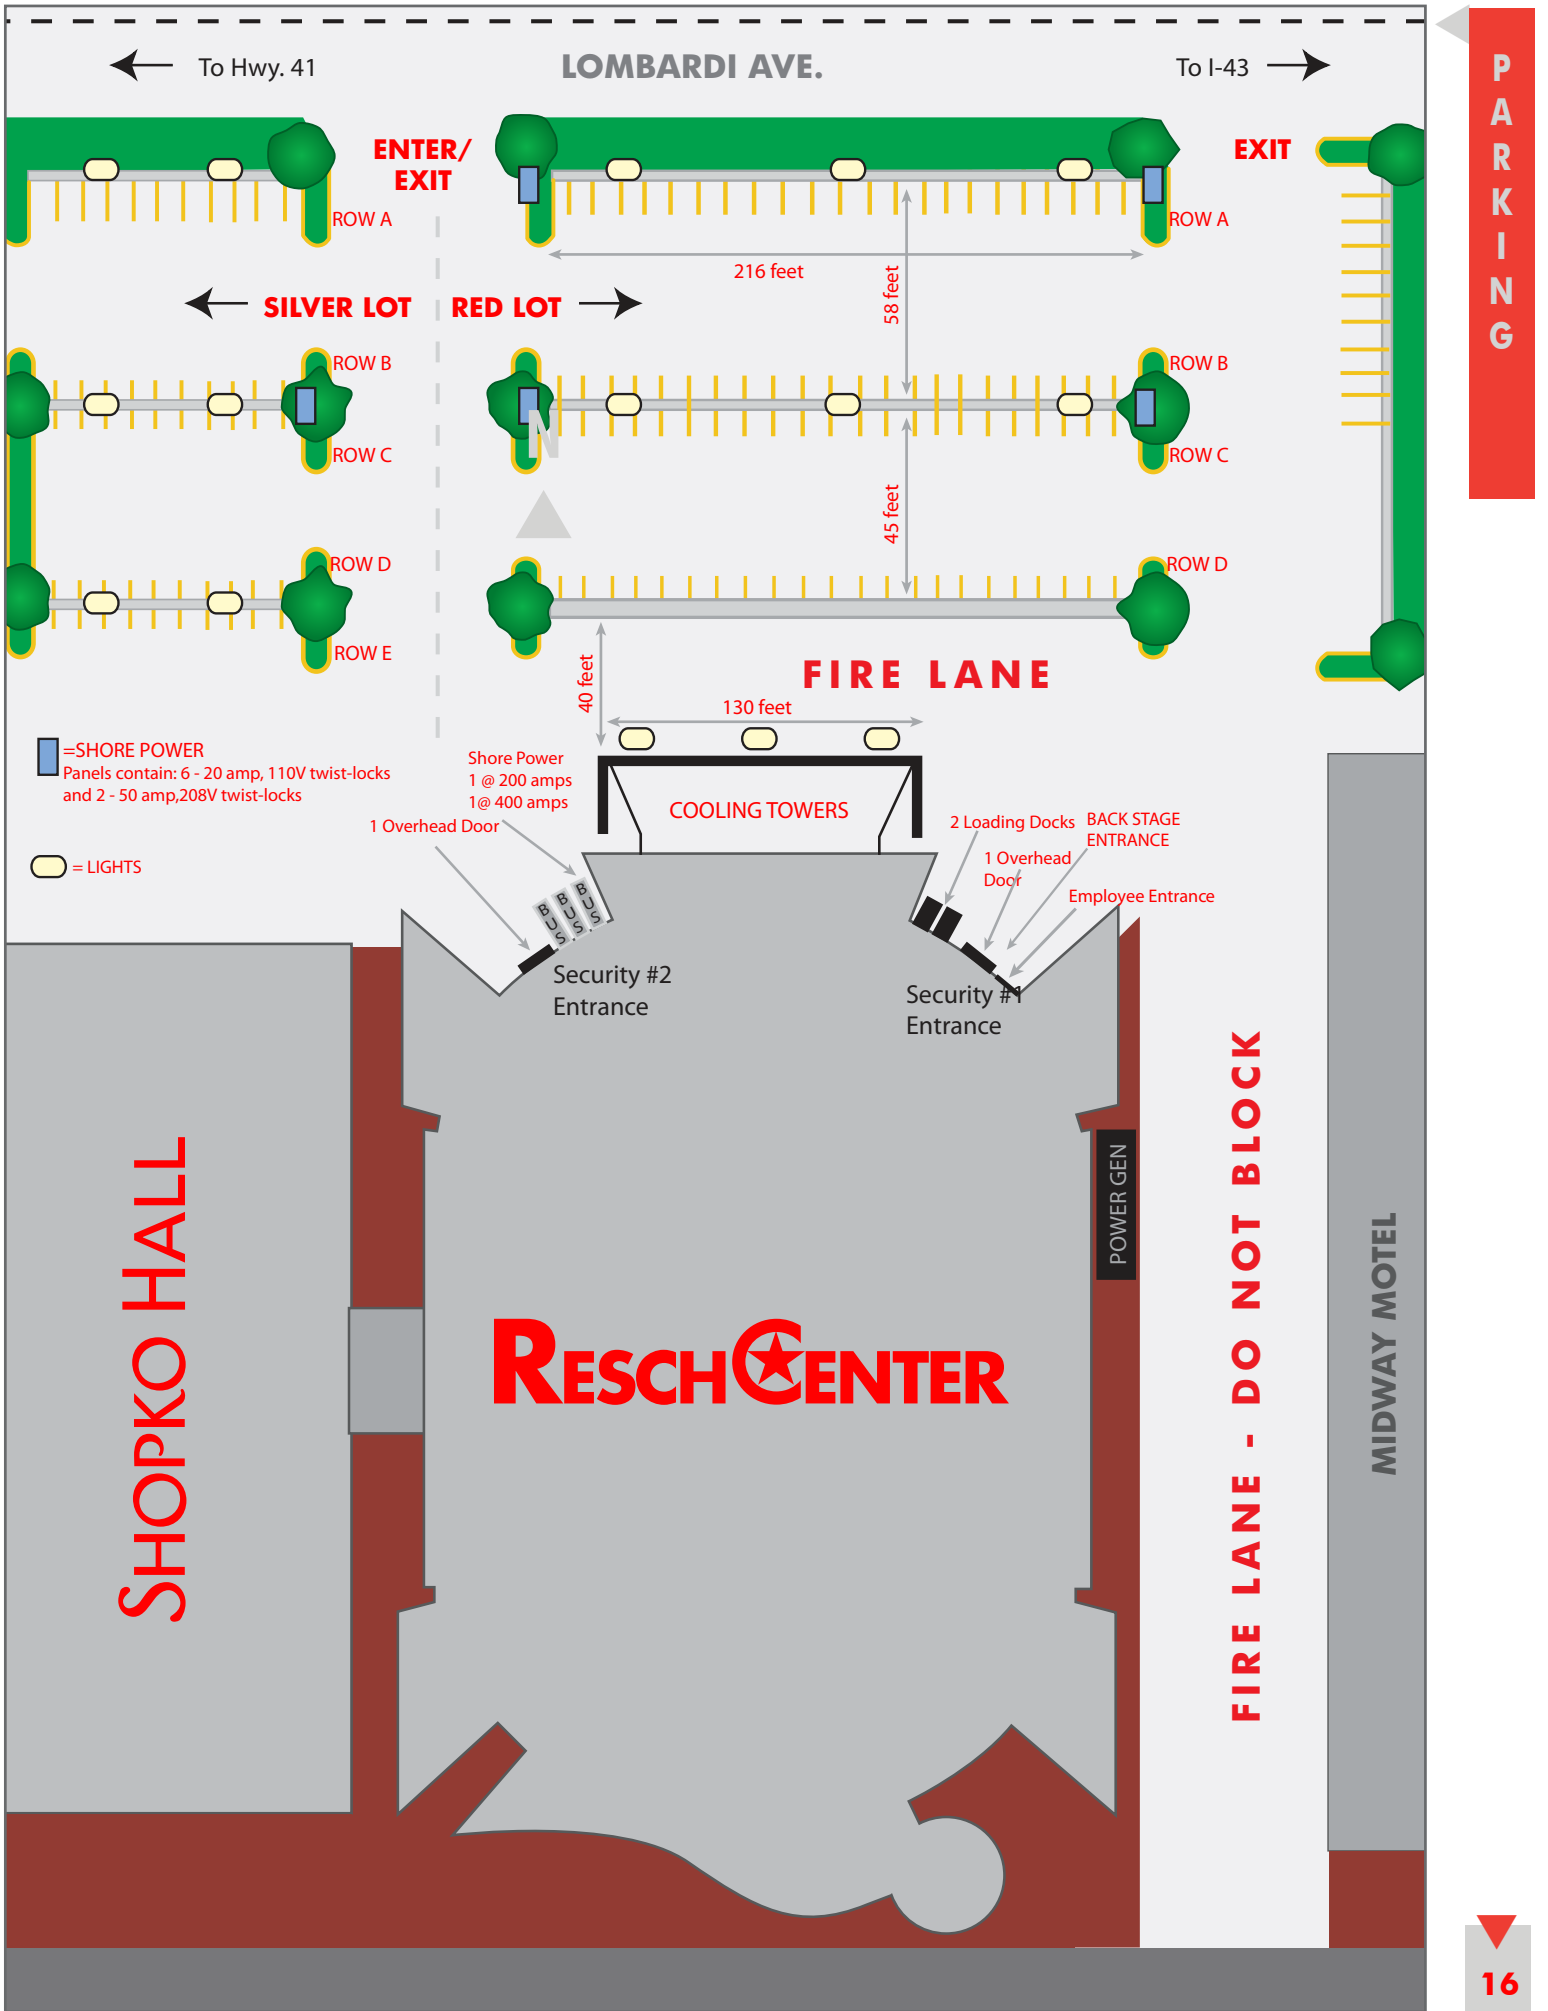 To Hwy. 41
LOMBARDI AVE.
To I-43
PARKING
ENTER/
EXIT
EXIT
ROW A
ROW A
216 feet
58 feet
SILVER LOT
RED LOT
ROW B
ROW B
N
ROW C
ROW C
45 feet
ROW D
ROW D
ROW E
40 feet
FIRE LANE
130 feet
=SHORE POWER
Panels contain: 6 - 20 amp, 110V twist-locks
and 2 - 50 amp,208V twist-locks
Shore Power
1 @ 200 amps
1@ 400 amps
1 Overhead Door
COOLING TOWERS
2 Loading Docks
BACK STAGE
ENTRANCE
1 Overhead
Door
Employee Entrance
= LIGHTS
BUS
BUS
BUS
Security #2
Entrance
Security #1
Entrance
POWER GEN
SHOPKO HALL
RESCH CENTER
FIRE LANE - DO NOT BLOCK
MIDWAY MOTEL
16